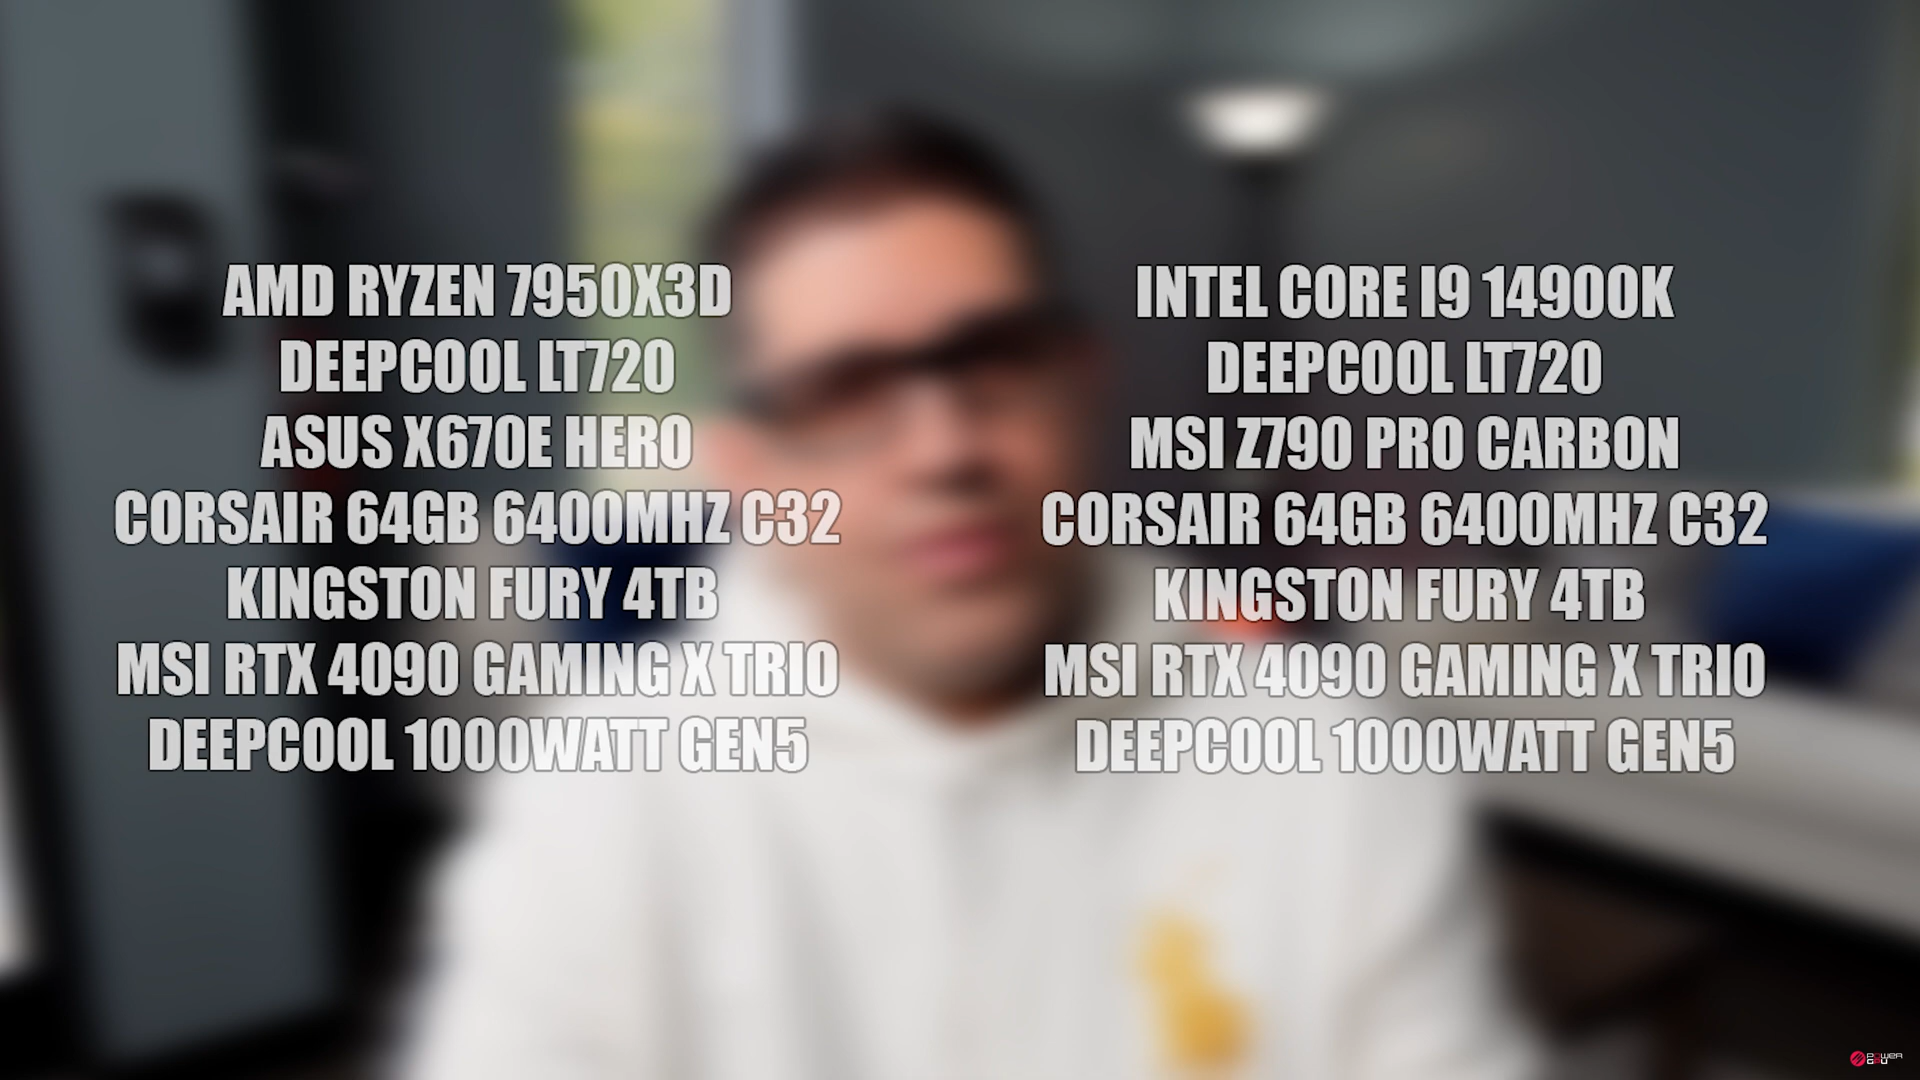 AMD RYZEN 7950X3D
DEEPCOOL LT720
ASUS X670E HERO
CORSAIR 64GB 6400MHZ C32
KINGSTON FURY 4TB
MSI RTX 4090 GAMING X TRIO
DEEPCOOL 1000WATT GEN5
INTEL CORE I9 14900K
DEEPCOOL LT720
MSI Z790 PRO CARBON
CORSAIR 64GB 6400MHZ C32
KINGSTON FURY 4TB
MSI RTX 4090 GAMING X TRIO
DEEPCOOL 1000WATT GEN5
POWER
GPU